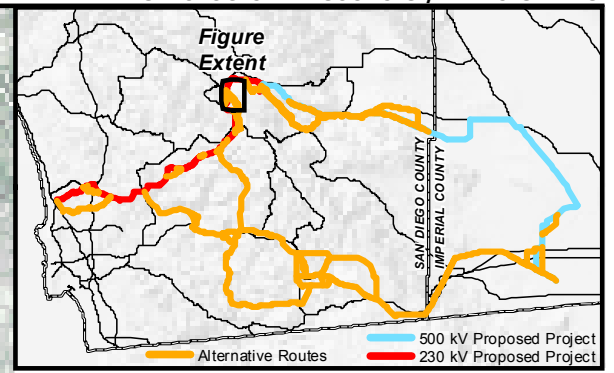 Figure
Extent
SAN DIEGO COUNTY
IMPERIAL COUNTY
500 kV Proposed Project
Alternative Routes
230 kV Proposed Project